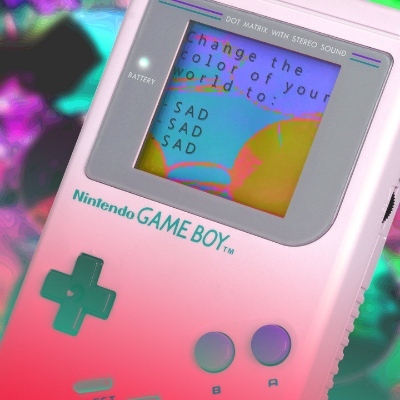 DOT MATRIX WITH STEREO SOUND
BATTERY
Change the
color of your
world to:
-SAD
-SAD
-SAD
Nintendo GAME BOY TM
B A